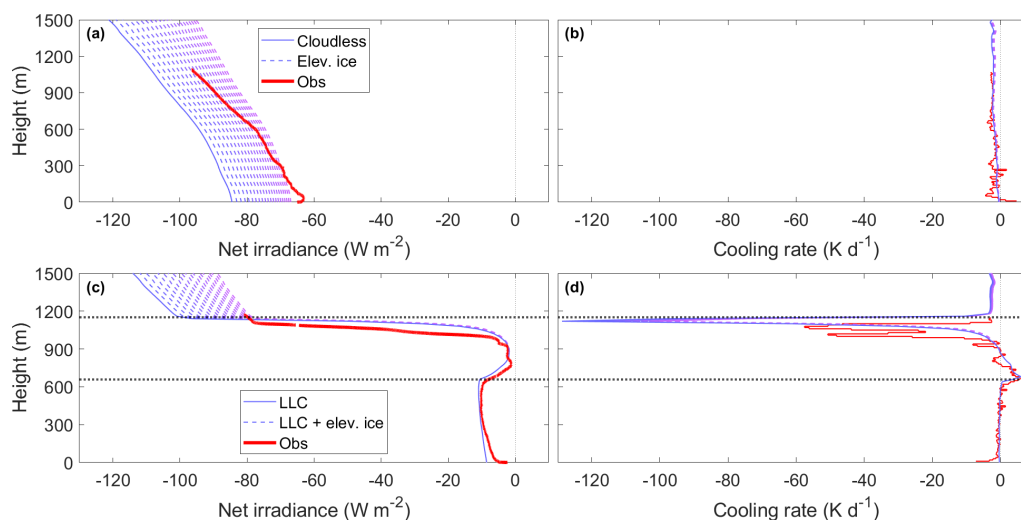 (a)
Cloudless
Elev. ice
Obs
Height (m)
1500
1200
900
600
300
0
-120 -100 -80 -60 -40 -20 0
Net irradiance (W m-2)
(b)
-120 -100 -80 -60 -40 -20 0
Cooling rate (K d-1)
(c)
LLC
LLC + elev. ice
Obs
Height (m)
1500
1200
900
600
300
0
-120 -100 -80 -60 -40 -20 0
Net irradiance (W m-2)
(d)
-120 -100 -80 -60 -40 -20 0
Cooling rate (K d-1)